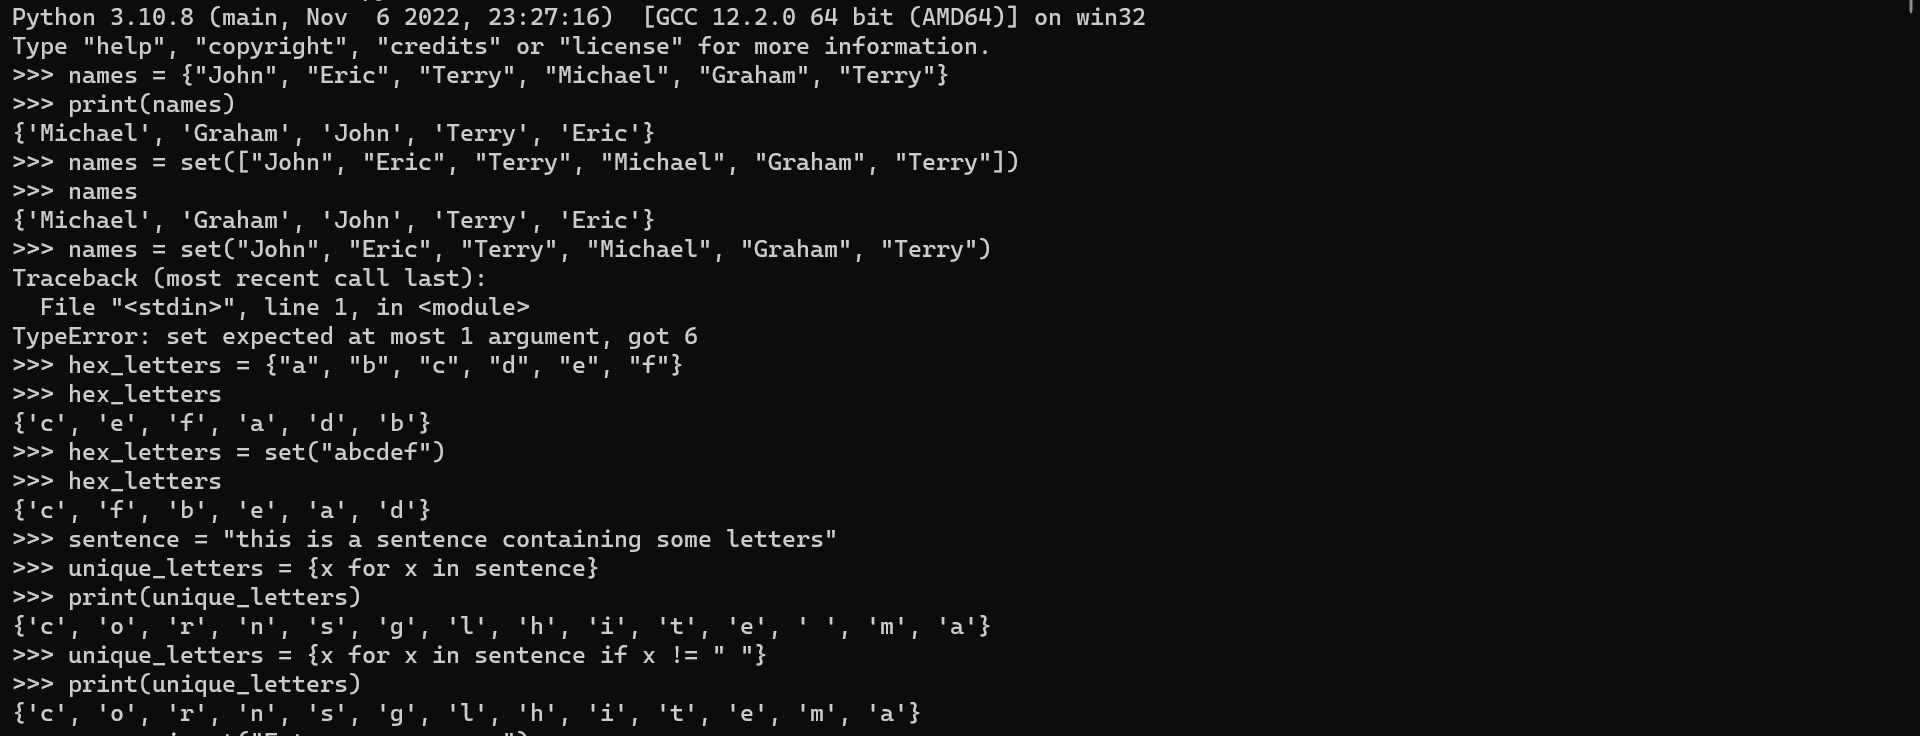 Python 3.10.8 (main, Nov  6 2022, 23:27:16)  [GCC 12.2.0 64 bit (AMD64)] on win32
Type "help", "copyright", "credits" or "license" for more information.
>>> names = {"John", "Eric", "Terry", "Michael", "Graham", "Terry"}
>>> print(names)
{'Michael', 'Graham', 'John', 'Terry', 'Eric'}
>>> names = set(["John", "Eric", "Terry", "Michael", "Graham", "Terry"])
>>> names
{'Michael', 'Graham', 'John', 'Terry', 'Eric'}
>>> names = set("John", "Eric", "Terry", "Michael", "Graham", "Terry")
Traceback (most recent call last):
  File "<stdin>", line 1, in <module>
TypeError: set expected at most 1 argument, got 6
>>> hex_letters = {"a", "b", "c", "d", "e", "f"}
>>> hex_letters
{'c', 'e', 'f', 'a', 'd', 'b'}
>>> hex_letters = set("abcdef")
>>> hex_letters
{'c', 'f', 'b', 'e', 'a', 'd'}
>>> sentence = "this is a sentence containing some letters"
>>> unique_letters = {x for x in sentence}
>>> print(unique_letters)
{'c', 'o', 'r', 'n', 's', 'g', 'l', 'h', 'i', 't', 'e', ' ', 'm', 'a'}
>>> unique_letters = {x for x in sentence if x != " "}
>>> print(unique_letters)
{'c', 'o', 'r', 'n', 's', 'g', 'l', 'h', 'i', 't', 'e', 'm', 'a'}